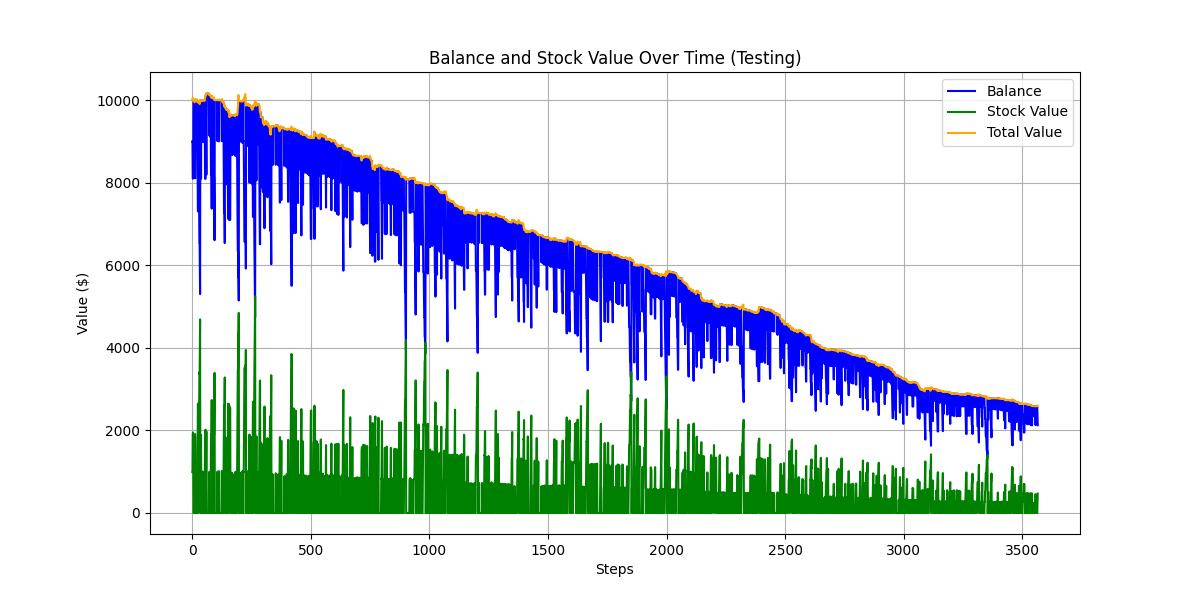 Balance and Stock Value Over Time (Testing)
Balance
Stock Value
Total Value
10000
8000
6000
4000
2000
0
Value ($)
0 500 1000 1500 2000 2500 3000 3500
Steps